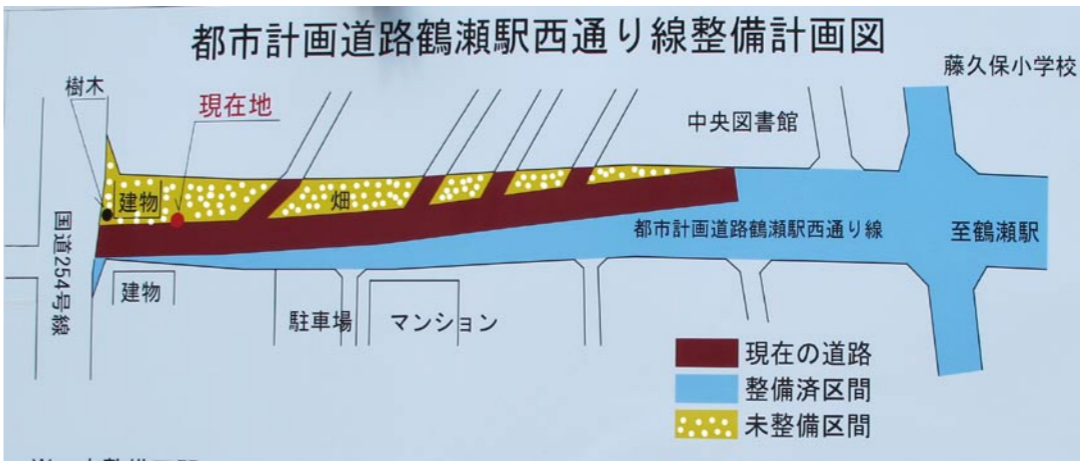 都市計画道路鶴瀬駅西通り線整備計画図
藤久保小学校
樹木
現在地
中央図書館
建物
畑
国道254号線
都市計画道路鶴瀬駅西通り線
至鶴瀬駅
建物
駐車場
マンション
現在の道路
整備済区間
未整備区間